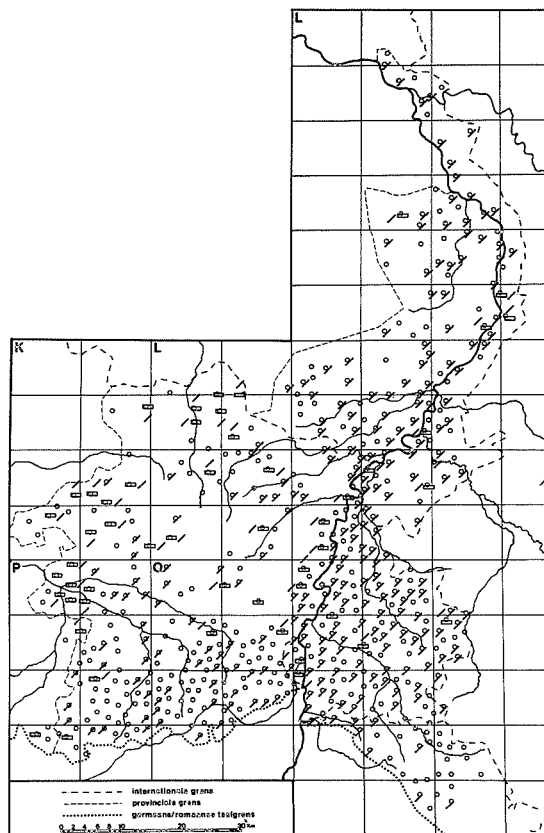 L
K L
P Q
internationale grens
provinciale grens
germaans/romaanse taalgrens
0 2 4 6 8 10 20 30 Km